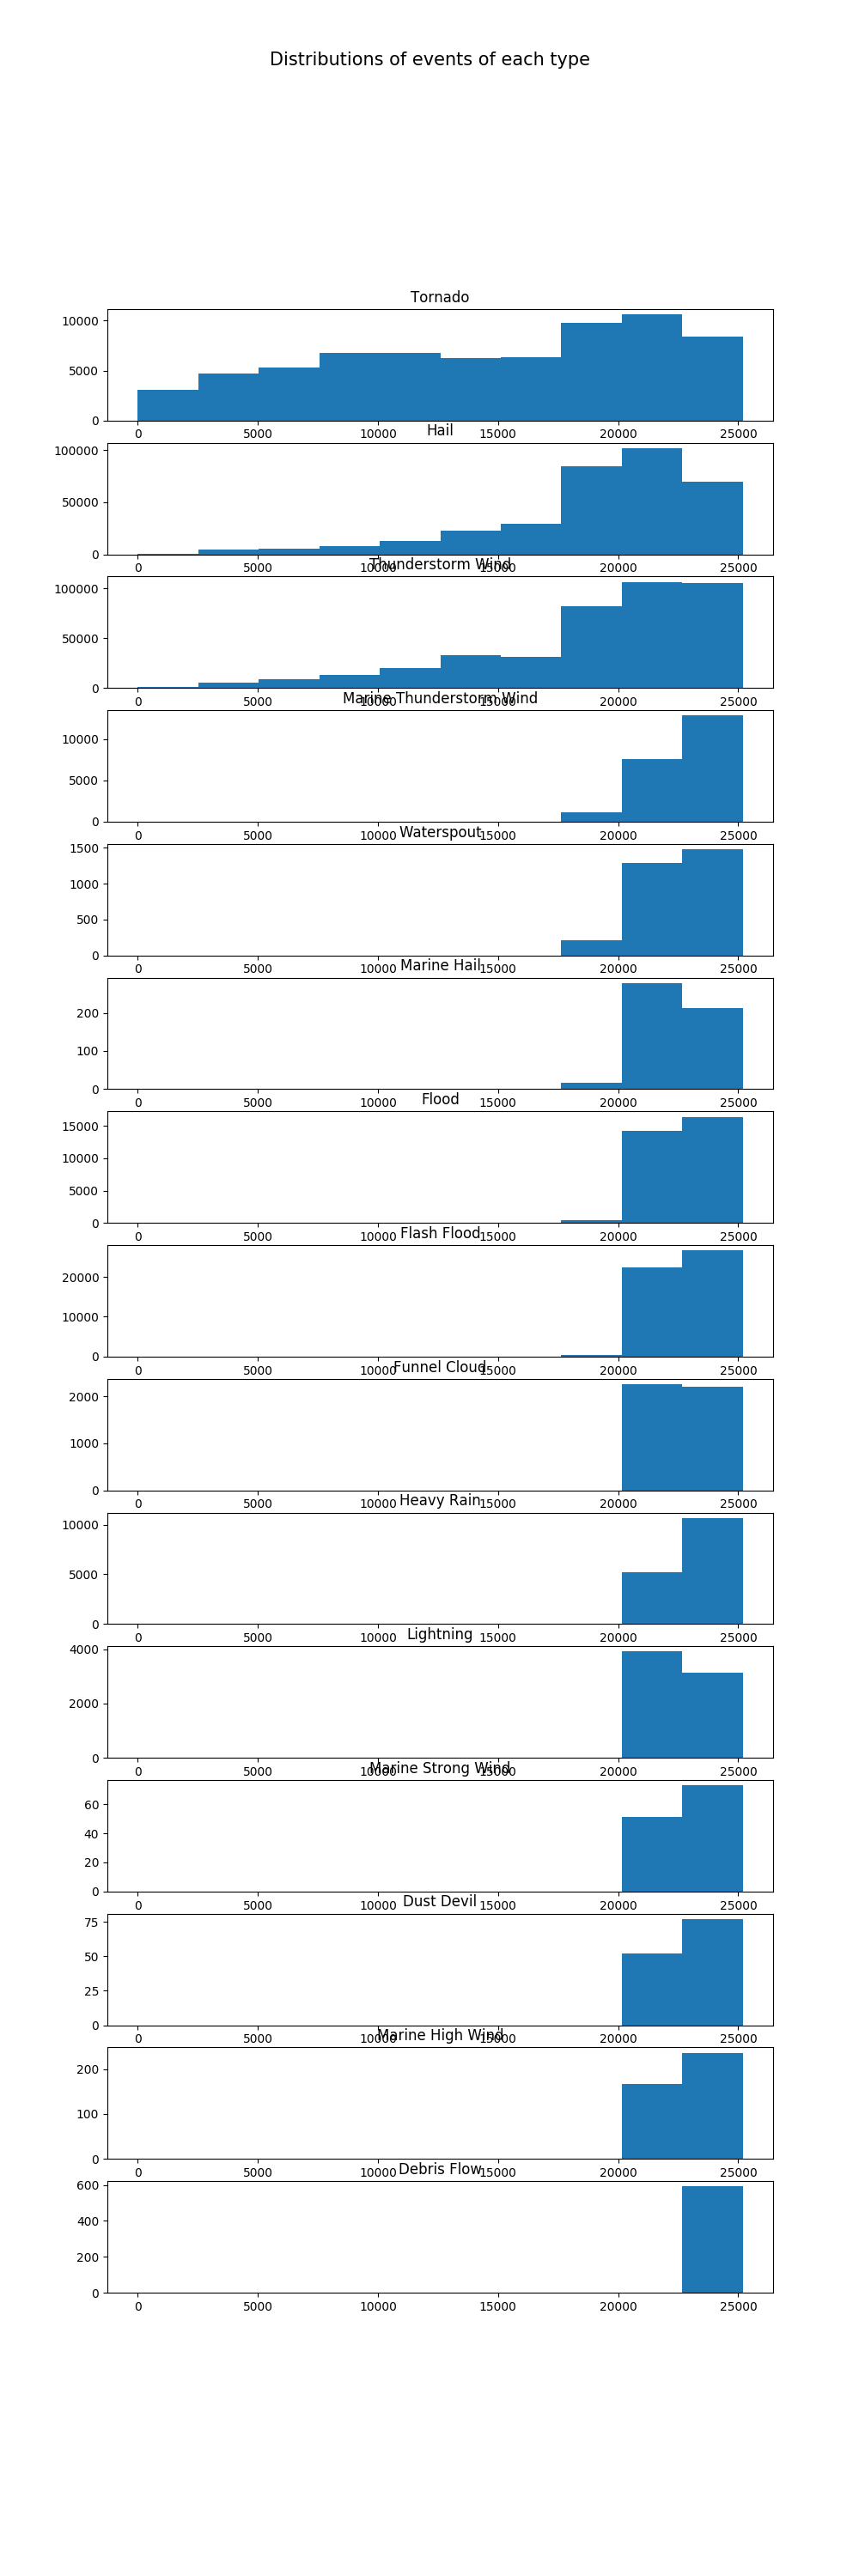 Distributions of events of each type
Tornado
10000
5000
0
0 5000 10000 15000 20000 25000
Hail
100000
50000
0
0 5000 10000 15000 20000 25000
Thunderstorm Wind
100000
50000
0
0 5000 10000 15000 20000 25000
Marine Thunderstorm Wind
10000
5000
0
0 5000 10000 15000 20000 25000
Waterspout
1500
1000
500
0
0 5000 10000 15000 20000 25000
Marine Hail
200
100
0
0 5000 10000 15000 20000 25000
Flood
15000
10000
5000
0
0 5000 10000 15000 20000 25000
Flash Flood
20000
10000
0
0 5000 10000 15000 20000 25000
Funnel Cloud
2000
1000
0
0 5000 10000 15000 20000 25000
Heavy Rain
10000
5000
0
0 5000 10000 15000 20000 25000
Lightning
4000
2000
0
0 5000 10000 15000 20000 25000
Marine Strong Wind
60
40
20
0
0 5000 10000 15000 20000 25000
Dust Devil
75
50
25
0
0 5000 10000 15000 20000 25000
Marine High Wind
200
100
0
0 5000 10000 15000 20000 25000
Debris Flow
600
400
200
0
0 5000 10000 15000 20000 25000